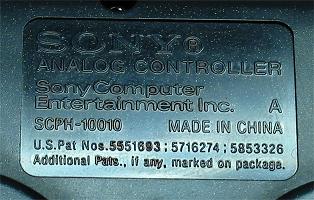 SONY®
ANALOG CONTROLLER
Sony Computer
Entertainment Inc. A
SCPH-10010 MADE IN CHINA
U.S.Pat Nos.5551693 ; 5716274 ; 5853326
Additional Pats., if any, marked on package.